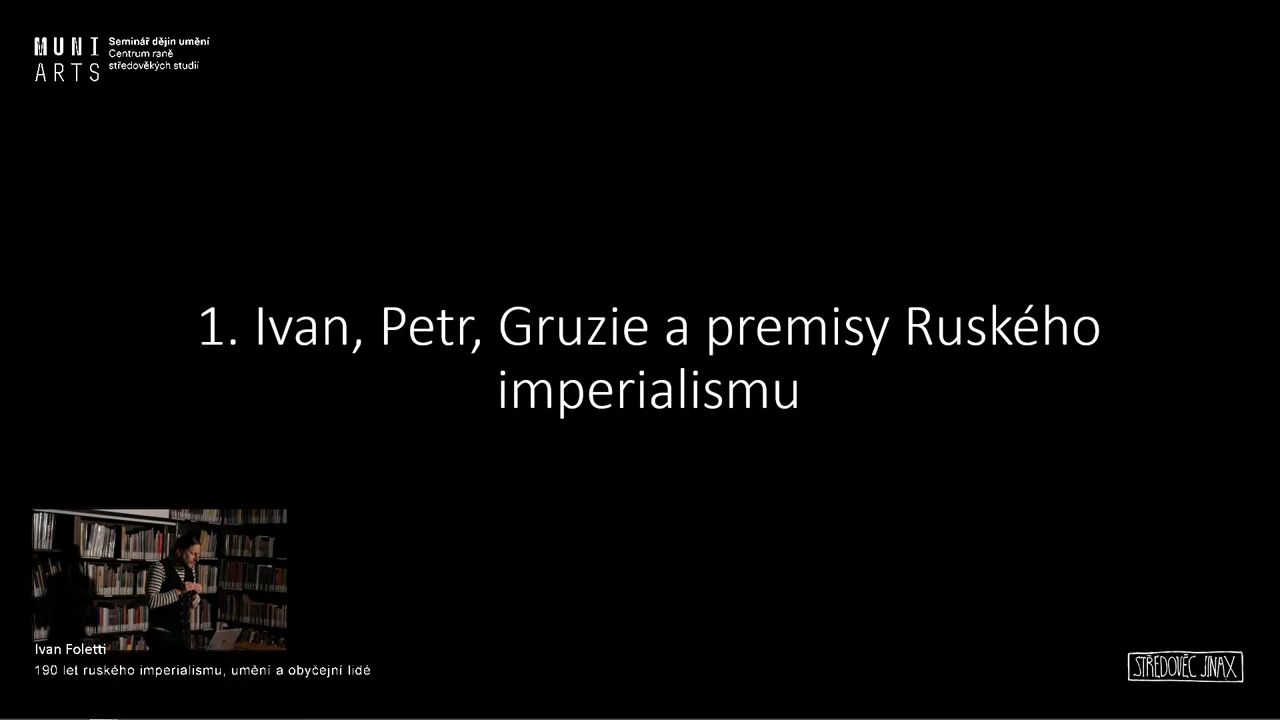 MUNI
ARTS
Seminář dějin umění
Centrum raně
středověkých studií
1. Ivan, Petr, Gruzie a premisy Ruského
imperialismu
Ivan Foletti
190 let ruského imperialismu, umění a obyčejní lidé
STŘEDOVĚC JINAX